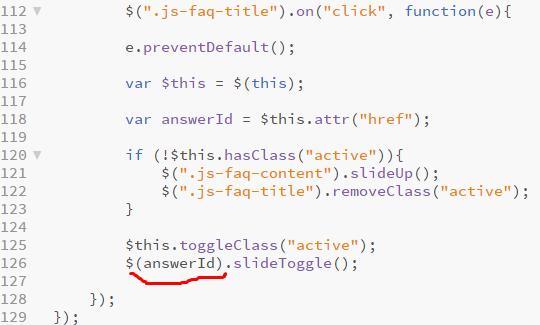 112 $(".js-faq-title").on("click", function(e){
113
114 e.preventDefault();
115
116 var $this = $(this);
117
118 var answerId = $this.attr("href");
119
120 if (!$this.hasClass("active")){
121 $(".js-faq-content").slideUp();
122 $(".js-faq-title").removeClass("active");
123 }
124
125 $this.toggleClass("active");
126 $(answerId).slideToggle();
127
128 });
129 });